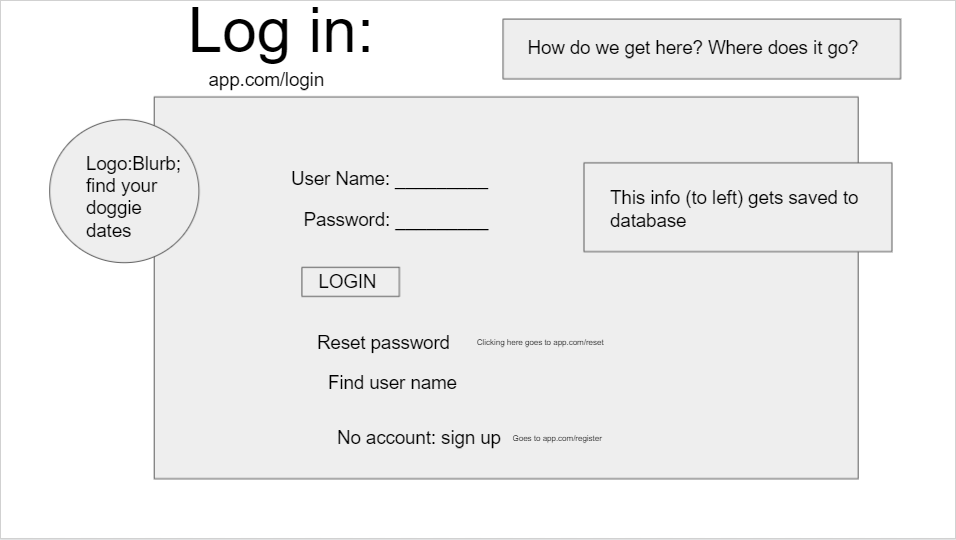 Log in:
How do we get here? Where does it go?
app.com/login
Logo:Blurb;
find your
doggie
dates
User Name: _________
Password: _________
This info (to left) gets saved to
database
LOGIN
Reset password
Clicking here goes to app.com/reset
Find user name
No account: sign up
Goes to app.com/register